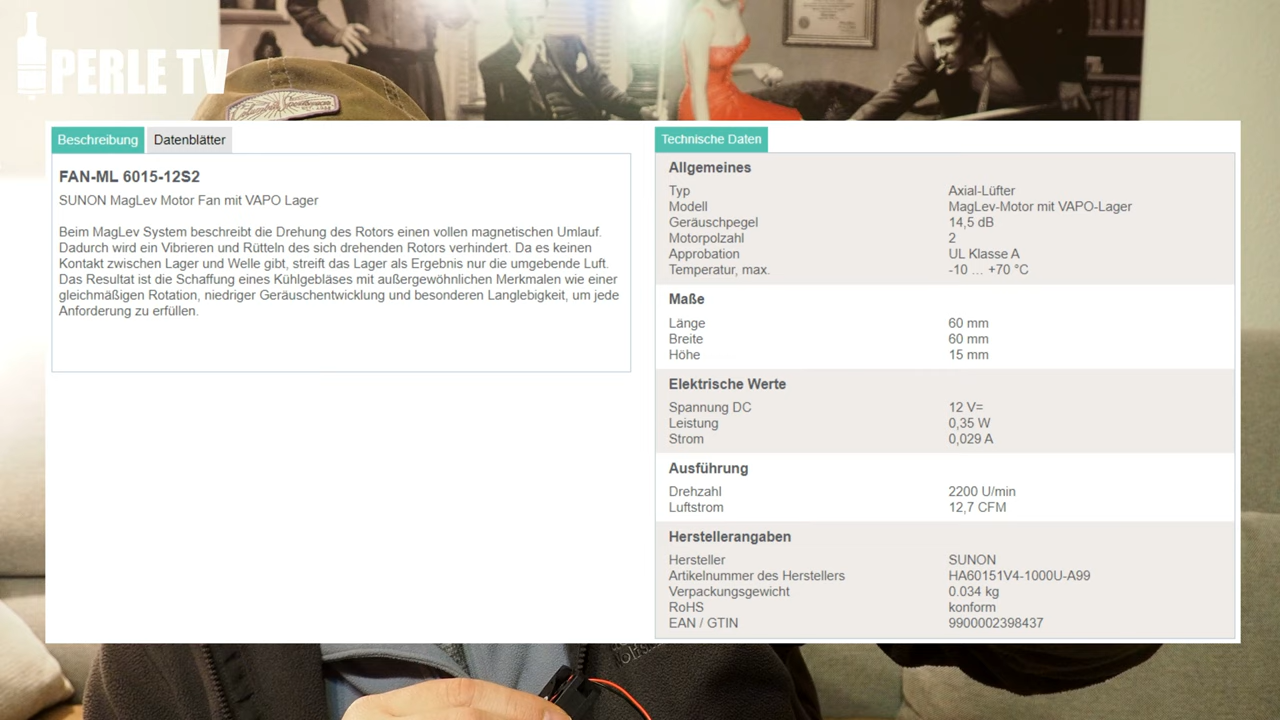 PERLE TV
Beschreibung
Datenblätter
FAN-ML 6015-12S2
SUNON MagLev Motor Fan mit VAPO Lager
Beim MagLev System beschreibt die Drehung des Rotors einen vollen magnetischen Umlauf.
Dadurch wird ein Vibrieren und Rütteln des sich drehenden Rotors verhindert. Da es keinen
Kontakt zwischen Lager und Welle gibt, streift das Lager als Ergebnis nur die umgebende Luft.
Das Resultat ist die Schaffung eines Kühlgebläses mit außergewöhnlichen Merkmalen wie einer
gleichmäßigen Rotation, niedriger Geräuschentwicklung und besonderen Langlebigkeit, um jede
Anforderung zu erfüllen.
Technische Daten
Allgemeines
Typ Axial-Lüfter
Modell MagLev-Motor mit VAPO-Lager
Geräuschpegel 14,5 dB
Motorpolzahl 2
Approbation UL Klasse A
Temperatur, max. -10 ... +70 °C
Maße
Länge 60 mm
Breite 60 mm
Höhe 15 mm
Elektrische Werte
Spannung DC 12 V=
Leistung 0,35 W
Strom 0,029 A
Ausführung
Drehzahl 2200 U/min
Luftstrom 12,7 CFM
Herstellerangaben
Hersteller SUNON
Artikelnummer des Herstellers HA60151V4-1000U-A99
Verpackungsgewicht 0.034 kg
RoHS konform
EAN / GTIN 9900002398437